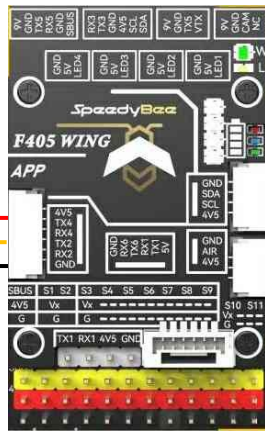 9V GND TX5 RX5 GND SBUS
RX3 TX3 GND 4V5 SCL SDA
9V GND TX5 VTX
9V GND CAM NC
GND 5V LED4
GND 5V LED3
GND 5V LED2
GND 5V LED1
SpeedyBee
F405 WING
APP
GND SDA SCL 4V5
4V5 TX4 RX4 TX2 RX2 GND
GND RX6 TX6 RX1 TX1 5V
GND AIR 4V5
SBUS S1 S2 S3 S4 S5 S6 S7 S8 S9
4V5 Vx Vx
G G G
S10 S11
Vx
G
TX1 RX1 4V5 GND